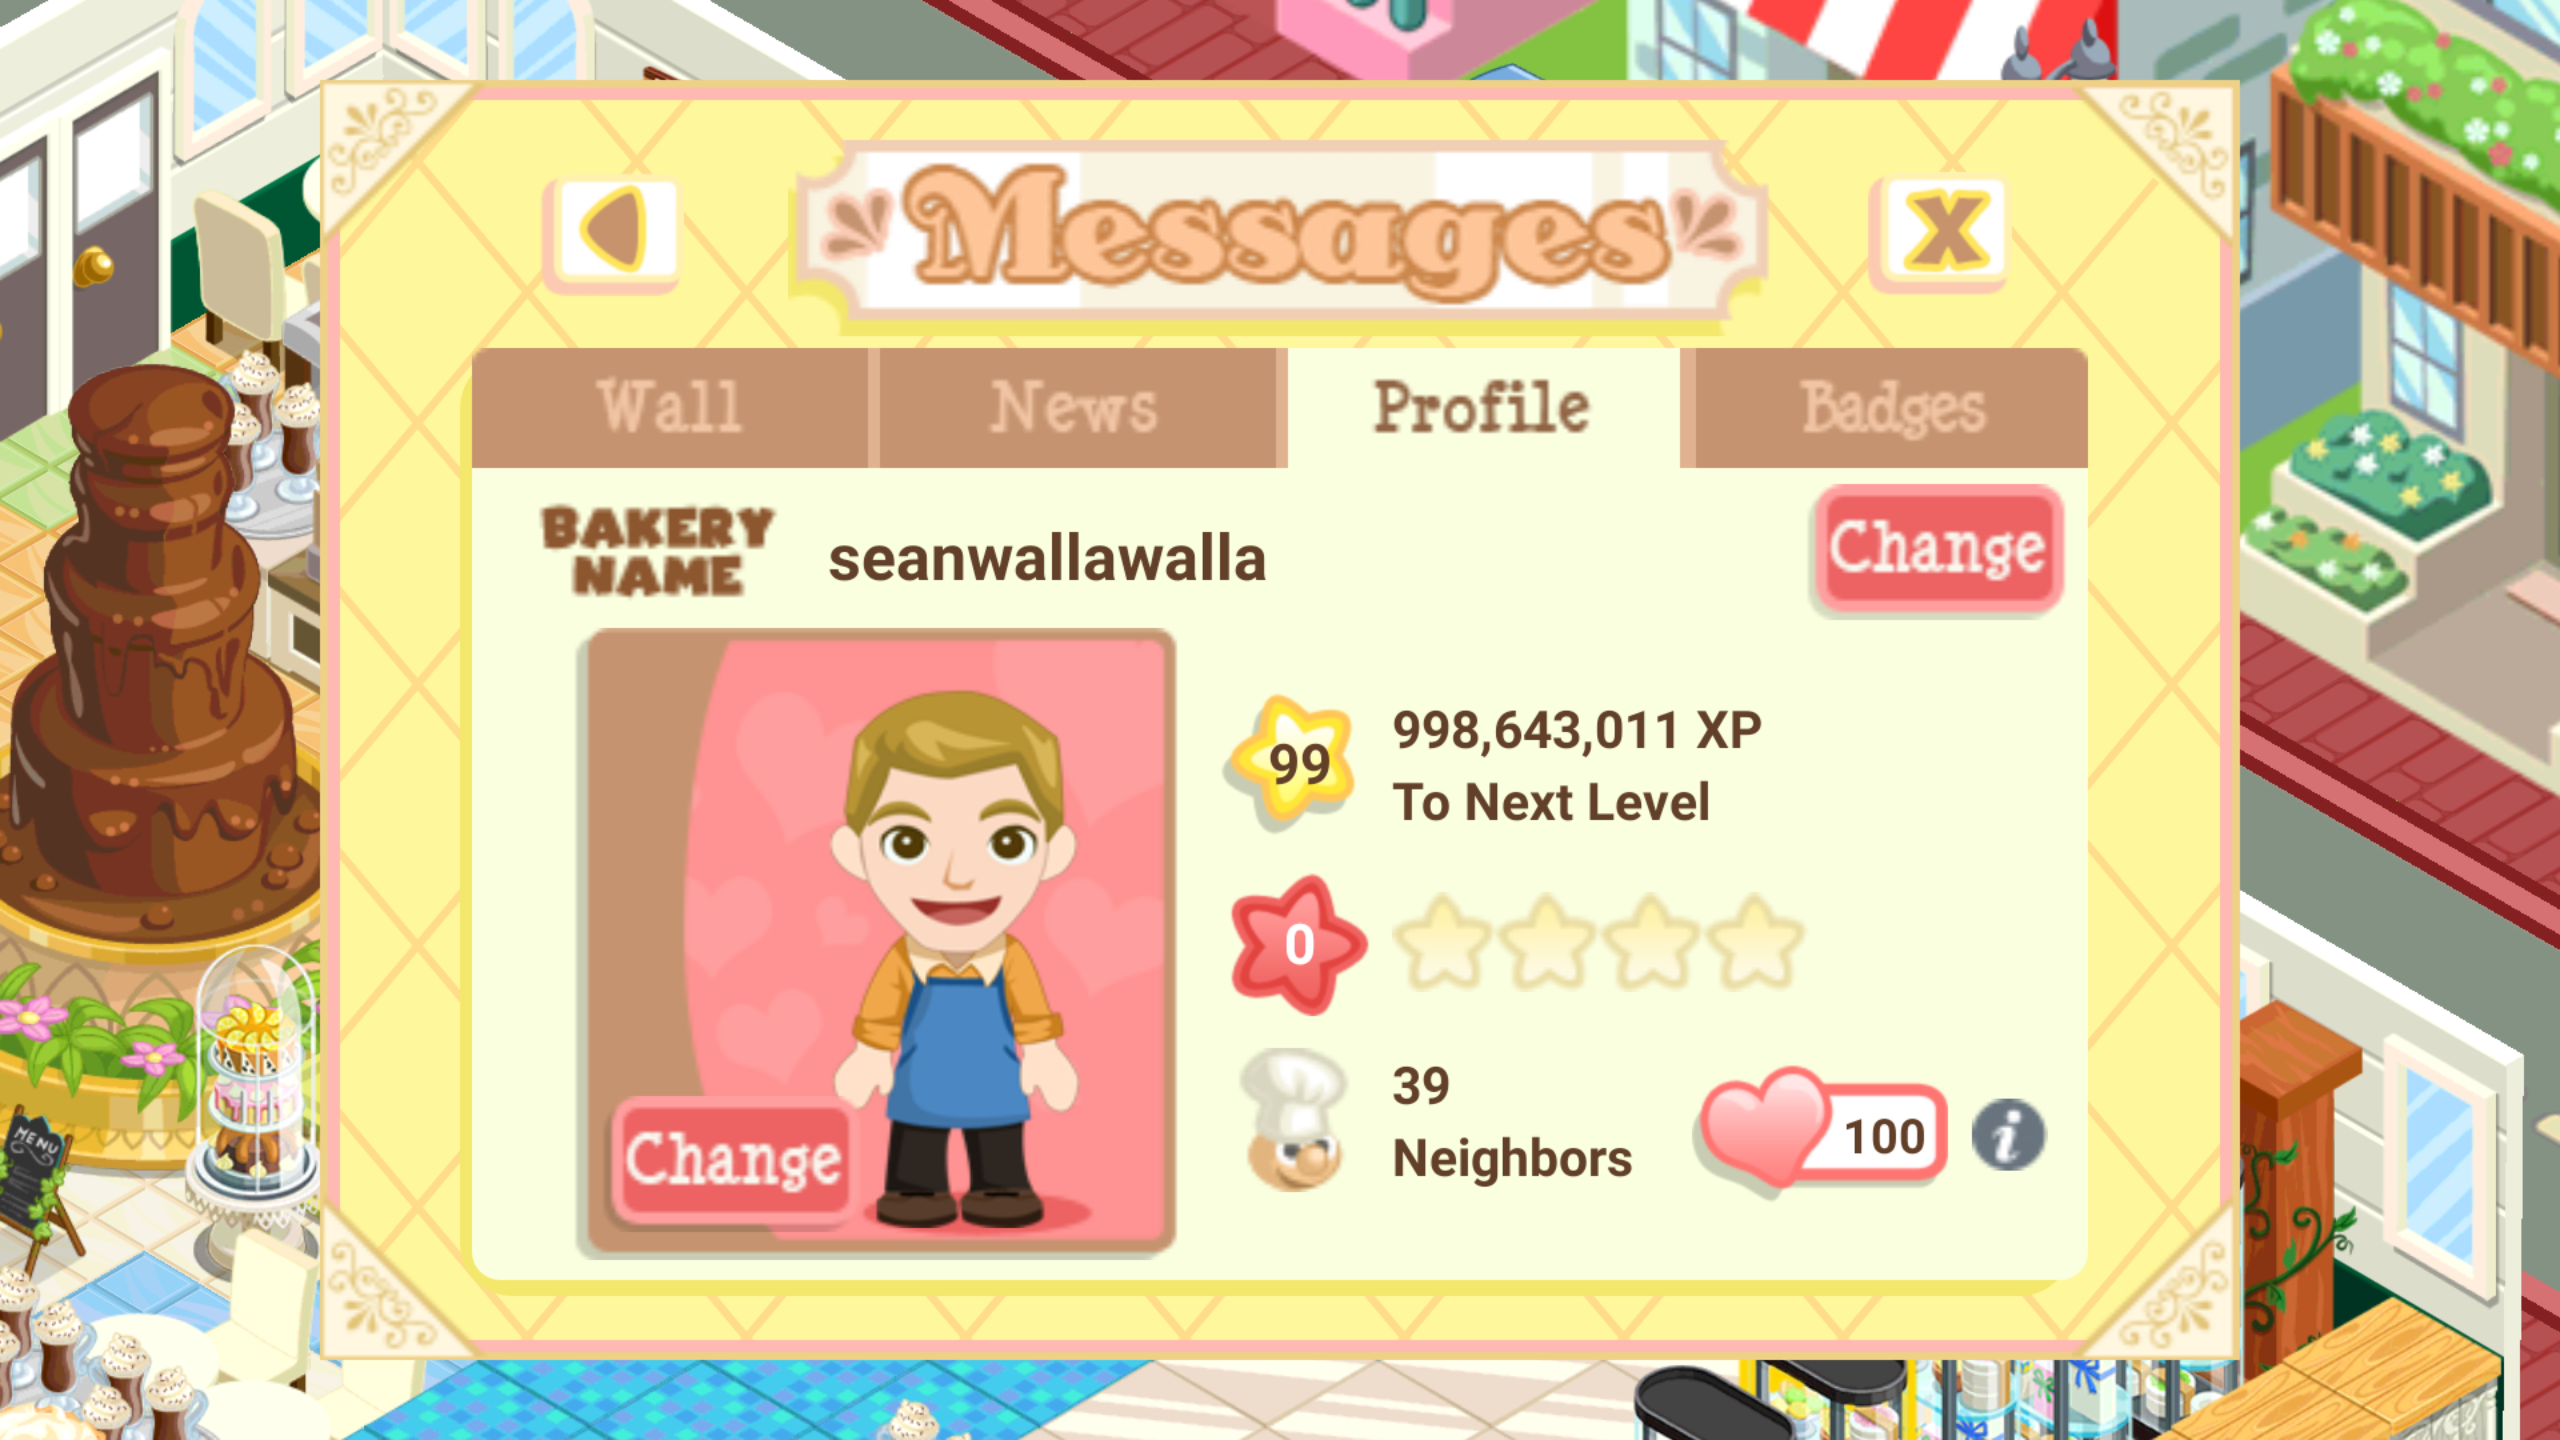 Messages
X
Wall News Profile Badges
BAKERY
NAME
seanwallawalla
Change
99
998,643,011 XP
To Next Level
0
39
Neighbors
100
i
Change
MENU